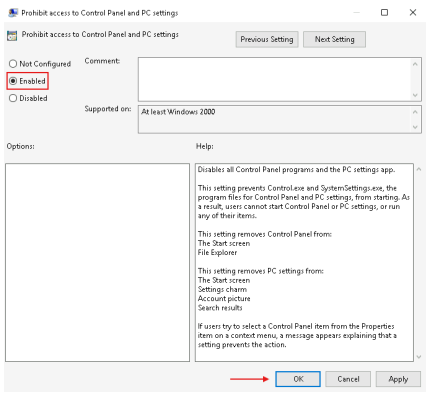 Prohibit access to Control Panel and PC settings
Prohibit access to Control Panel and PC settings
Previous Setting
Next Setting
Not Configured
Comment:
Enabled
Disabled
Supported on:
At least Windows 2000
Options:
Help:
Disables all Control Panel programs and the PC settings app.
This setting prevents Control.exe and SystemSettings.exe, the
program files for Control Panel and PC settings, from starting. As
a result, users cannot start Control Panel or PC settings, or run
any of their items.
This setting removes Control Panel from:
The Start screen
File Explorer
This setting removes PC settings from:
The Start screen
Settings charm
Account picture
Search results
If users try to select a Control Panel item from the Properties
item on a context menu, a message appears explaining that a
setting prevents the action.
OK
Cancel
Apply